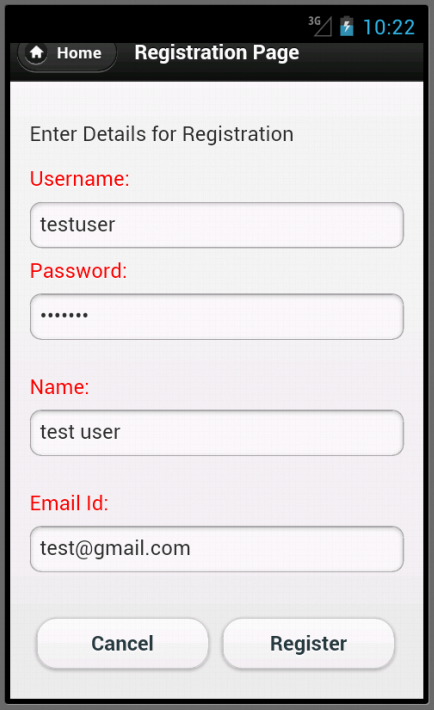 3G 10:22
Home Registration Page
Enter Details for Registration
Username:
testuser
Password:
•••••••
Name:
test user
Email Id:
test@gmail.com
Cancel Register